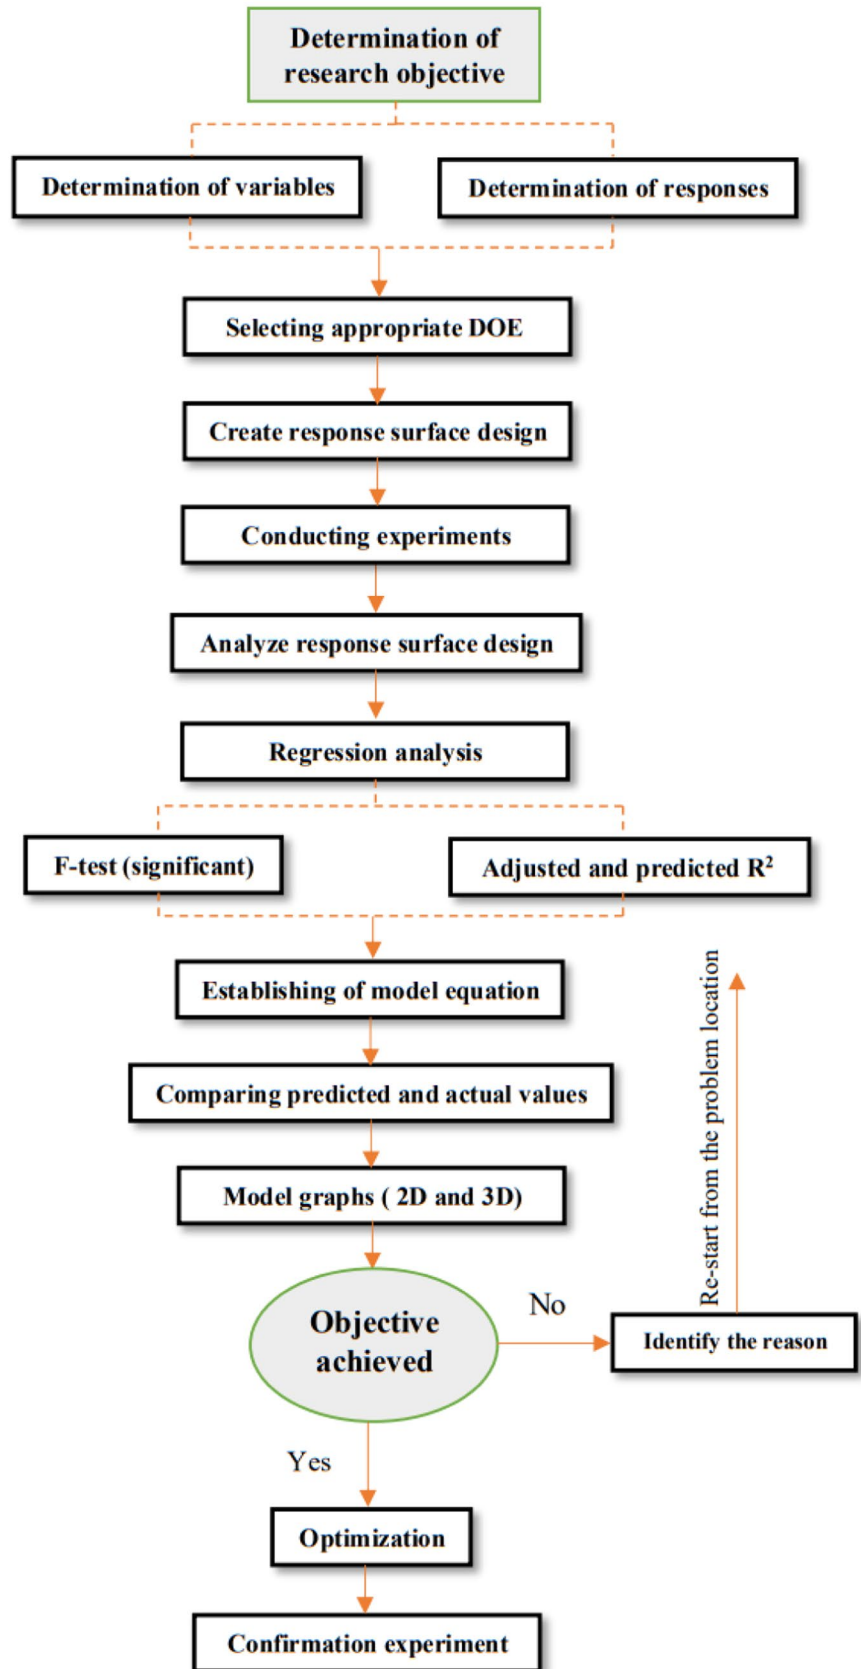 Determination of
research objective
Determination of variables
Determination of responses
Selecting appropriate DOE
Create response surface design
Conducting experiments
Analyze response surface design
Regression analysis
F-test (significant)
Adjusted and predicted R²
Establishing of model equation
Comparing predicted and actual values
Model graphs ( 2D and 3D)
Re-start from the problem location
Objective
achieved
No
Identify the reason
Yes
Optimization
Confirmation experiment